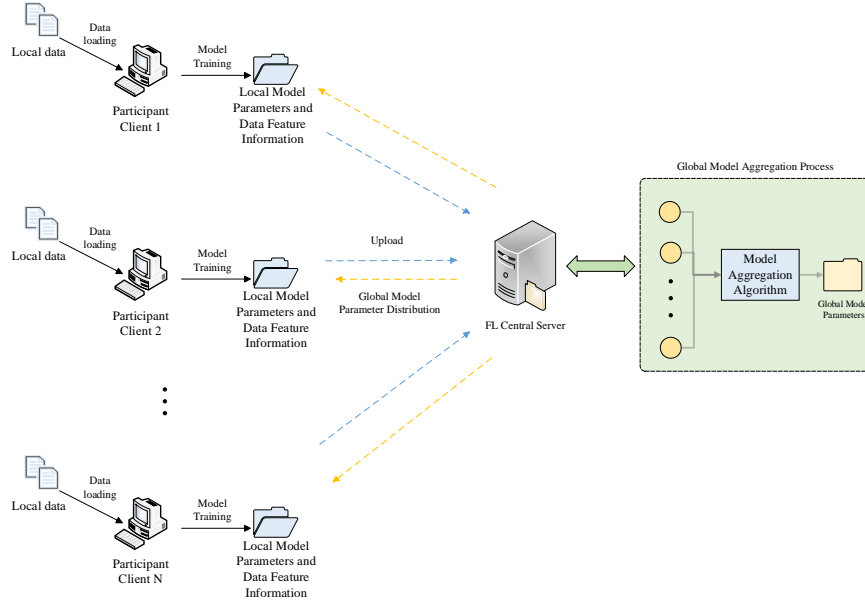 Data
loading
Local data
Model
Training
Participant
Client 1
Local Model
Parameters and
Data Feature
Information
Data
loading
Local data
Model
Training
Participant
Client 2
Local Model
Parameters and
Data Feature
Information
Upload
Global Model
Parameter Distribution
FL Central Server
Global Model Aggregation Process
Model
Aggregation
Algorithm
Global Model
Parameters
Data
loading
Local data
Model
Training
Participant
Client N
Local Model
Parameters and
Data Feature
Information